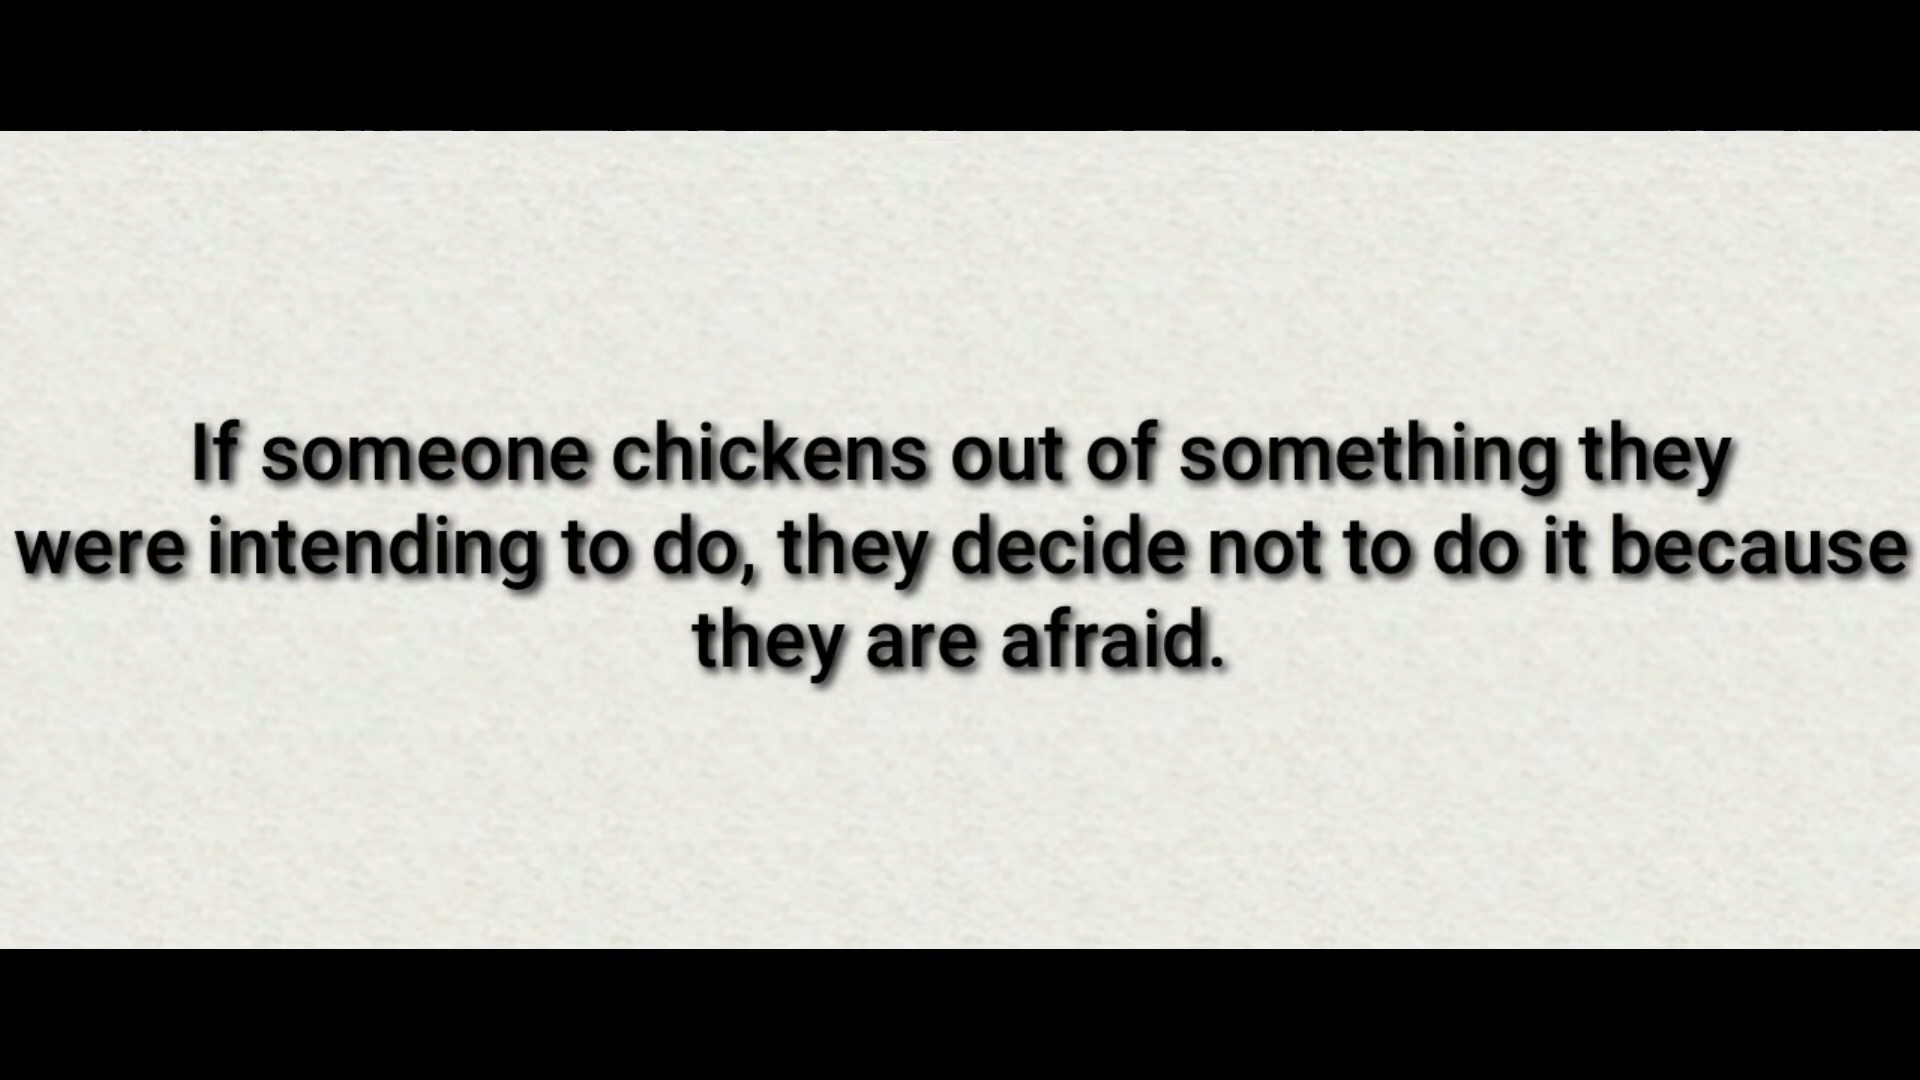 If someone chickens out of something they
were intending to do, they decide not to do it because
they are afraid.